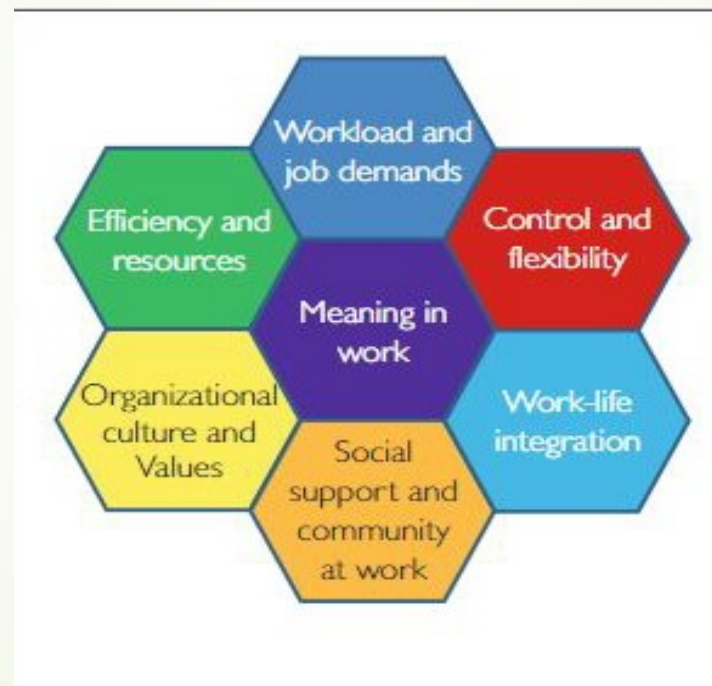 Workload and
job demands
Efficiency and
resources
Control and
flexibility
Meaning in
work
Organizational
culture and
Values
Work-life
integration
Social
support and
community
at work